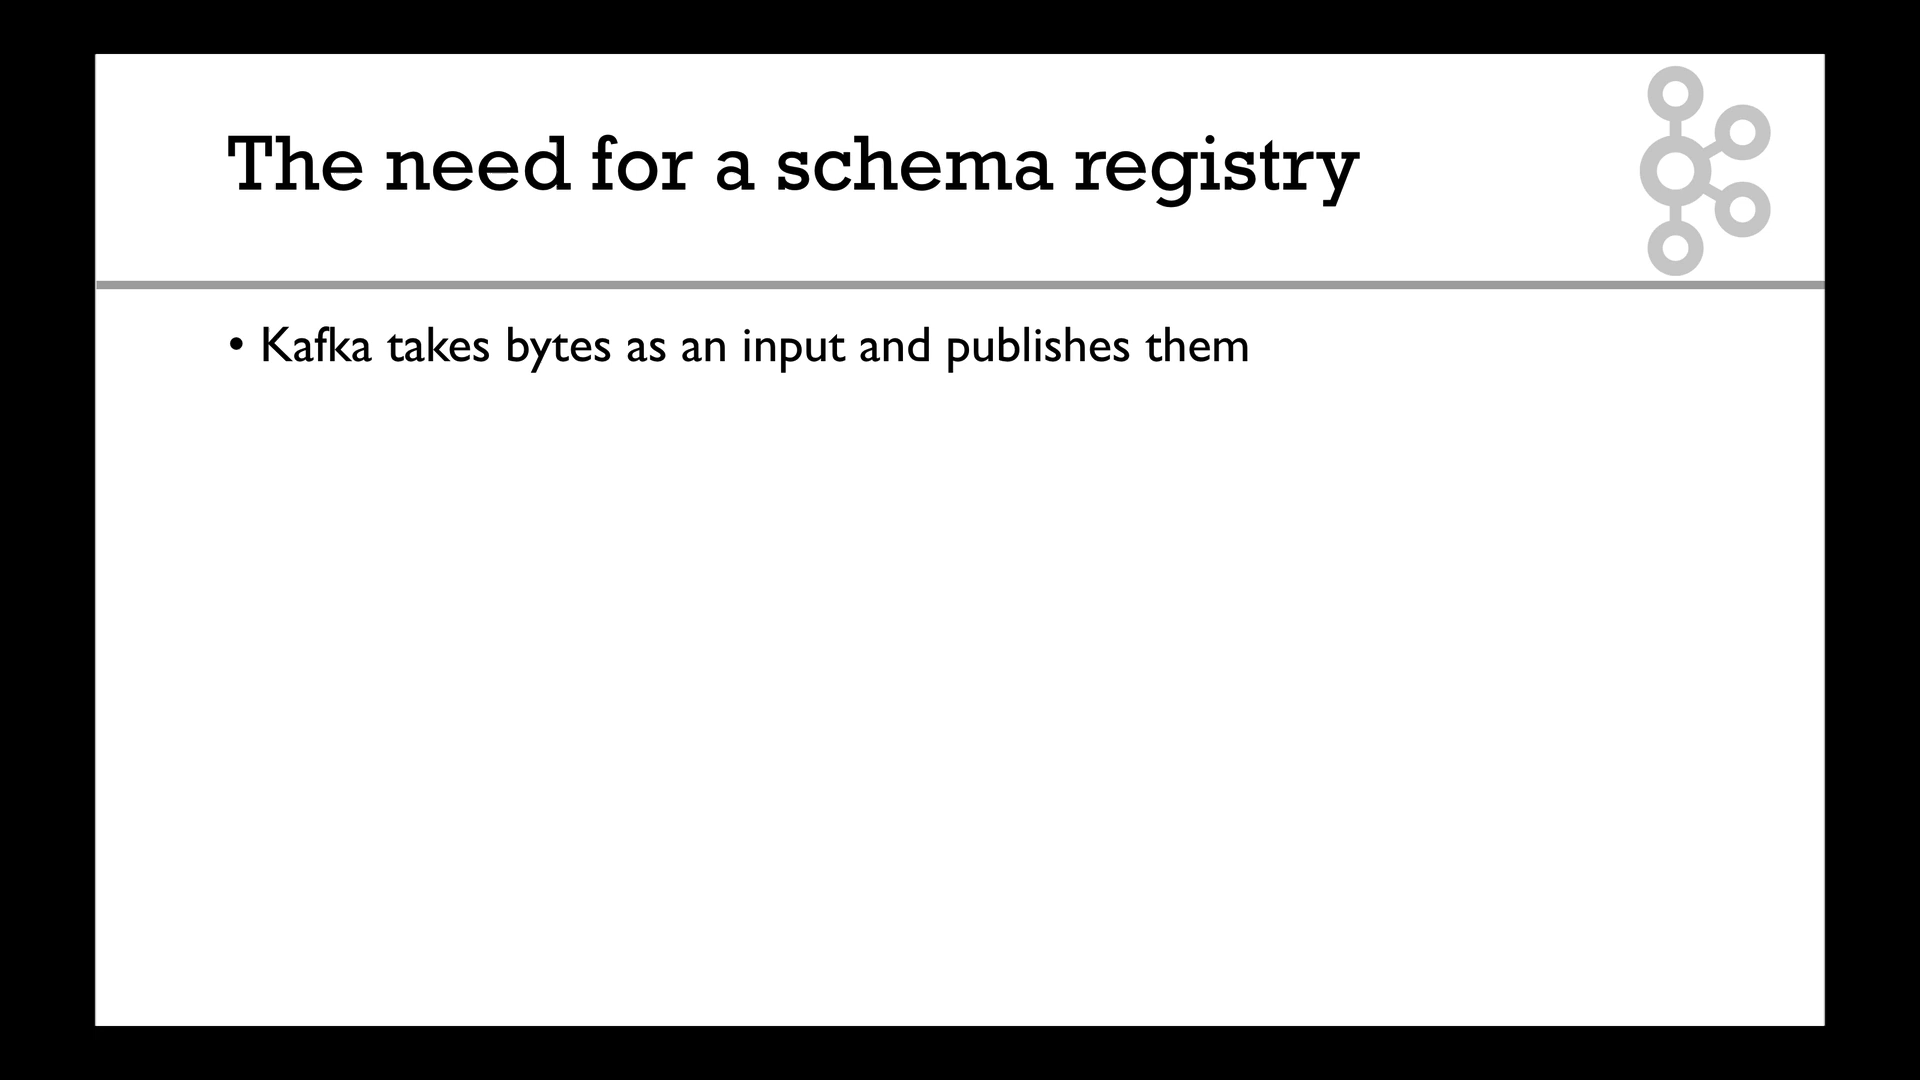 The need for a schema registry
• Kafka takes bytes as an input and publishes them